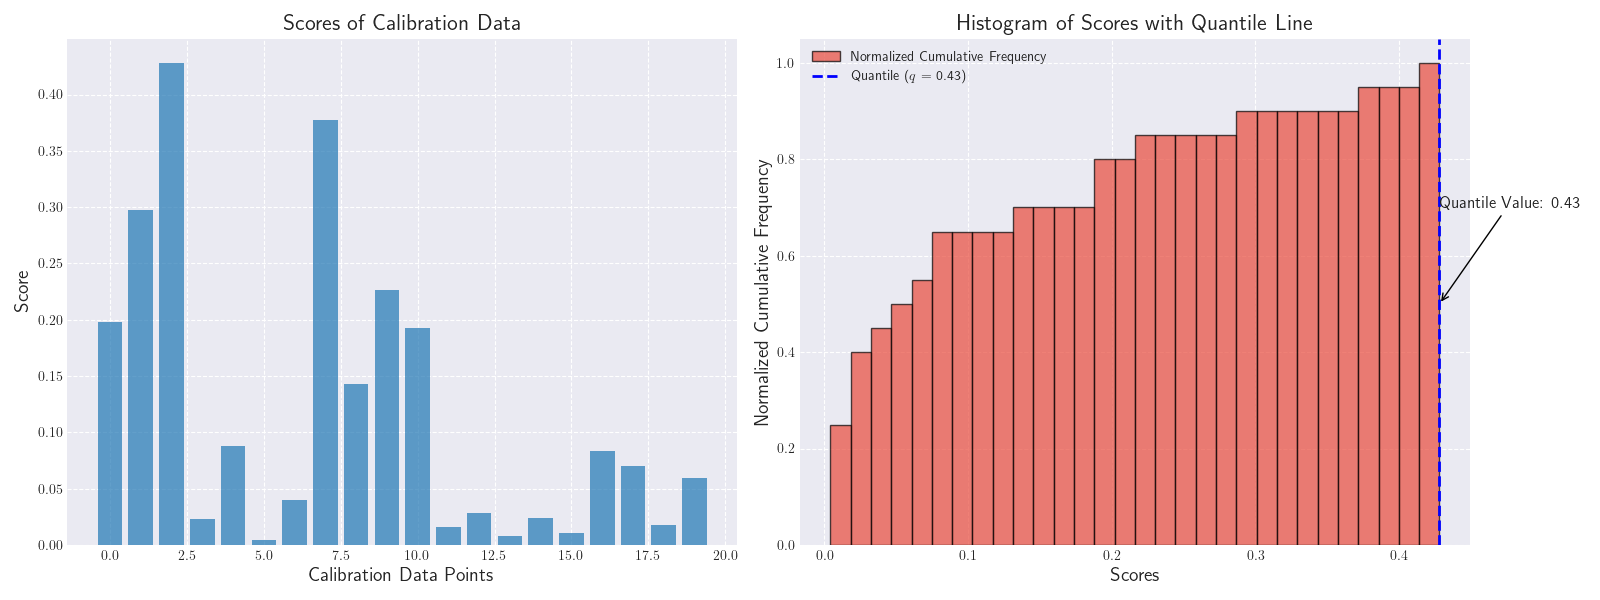 Scores of Calibration Data
Score
0.40
0.35
0.30
0.25
0.20
0.15
0.10
0.05
0.00
0.0 2.5 5.0 7.5 10.0 12.5 15.0 17.5 20.0
Calibration Data Points
Histogram of Scores with Quantile Line
Normalized Cumulative Frequency
Quantile (q = 0.43)
Normalized Cumulative Frequency
1.0
0.8
0.6
0.4
0.2
0.0
Quantile Value: 0.43
0.0 0.1 0.2 0.3 0.4
Scores